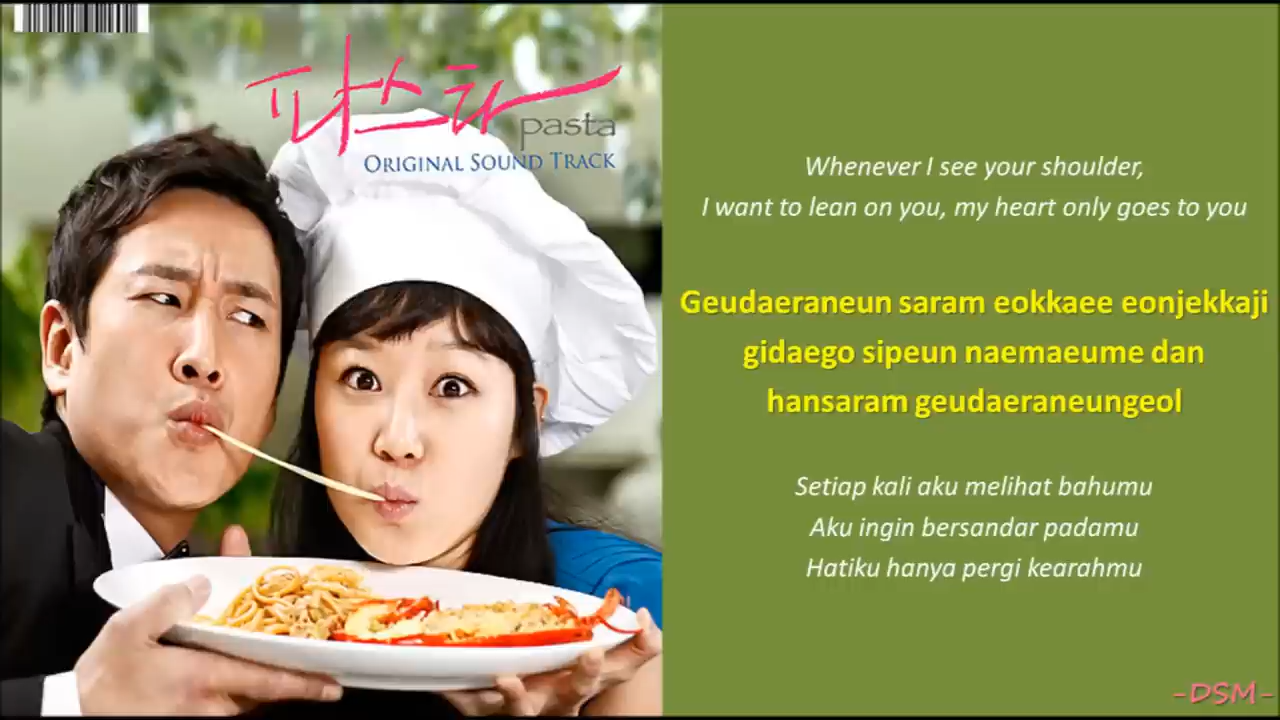 파스타
pasta
ORIGINAL SOUND TRACK
Whenever I see your shoulder,
I want to lean on you, my heart only goes to you
Geudaeraneun saram eokkaee eonjekkaji
gidaego sipeun naemaeume dan
hansaram geudaeraneungeol
Setiap kali aku melihat bahumu
Aku ingin bersandar padamu
Hatiku hanya pergi kearahmu
-DSM-